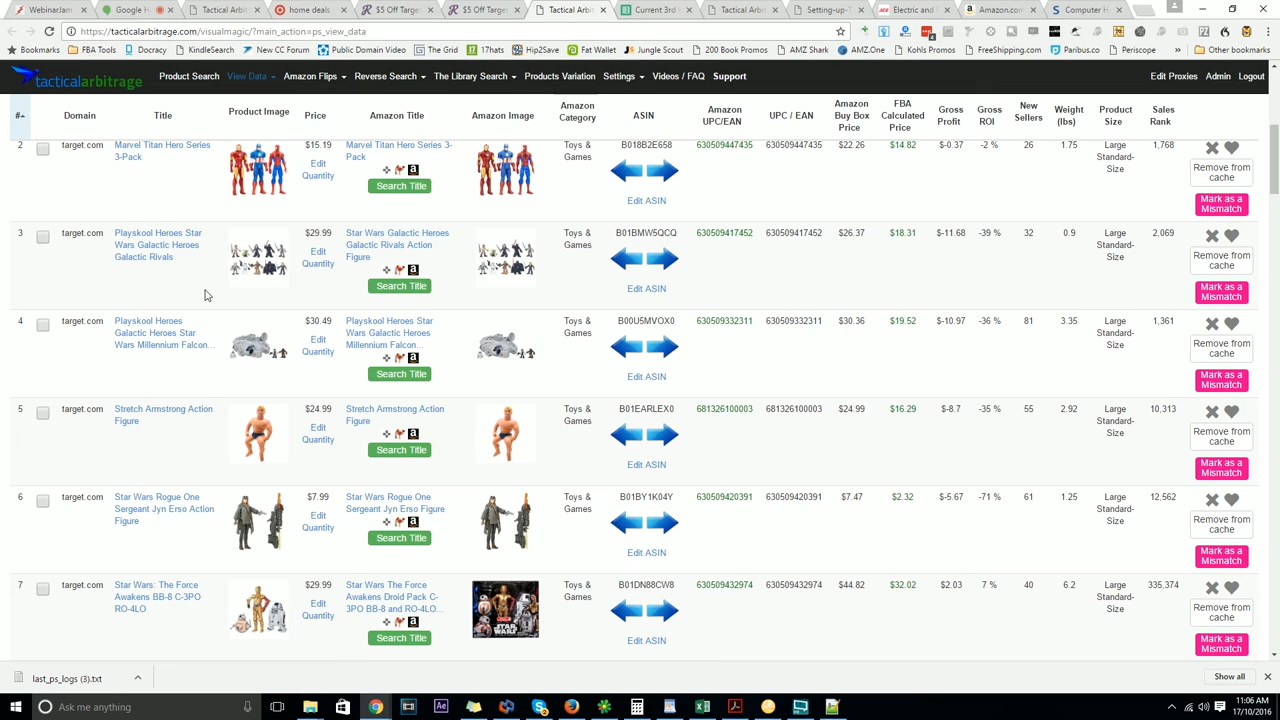 WebinarJam
Google H
Tactical Arbit
home deals
$5 Off Targe
$5 Off Targe
Tactical Arbit
Current 3rd
Tactical Arbit
Setting-up-
Electric and
Amazon.com
Computer H
https://tacticalarbitrage.com/visualmagic/?main_action=ps_view_data
Bookmarks FBA Tools Docracy KindleSearch New CC Forum Public Domain Video The Grid 17hats Hip2Save Fat Wallet Jungle Scout 200 Book Promos AMZ Shark AMZ.One Kohls Promos FreeShipping.com Paribus.co Periscope » Other bookmarks
tacticalarbitrage Product Search View Data Amazon Flips Reverse Search The Library Search Products Variation Settings Videos / FAQ Support Edit Proxies Admin Logout
# Domain Title Product Image Price Amazon Title Amazon Image Amazon Category ASIN Amazon UPC/EAN UPC / EAN Amazon Buy Box Price FBA Calculated Price Gross Profit Gross ROI New Sellers Weight (lbs) Product Size Sales Rank
2 target.com Marvel Titan Hero Series $15.19 Marvel Titan Hero Series 3- Toys & B018B2E658 630509447435 630509447435 $22.26 $14.82 $-0.37 -2 % 26 1.75 Large 1,768
3-Pack Edit Pack Games Standard-
Quantity Size Remove from
Search Title cache
Edit ASIN Mark as a
Mismatch
3 target.com Playskool Heroes Star $29.99 Star Wars Galactic Heroes Toys & B01BMW5QCQ 630509417452 630509417452 $26.37 $18.31 $-11.68 -39 % 32 0.9 Large 2,069
Wars Galactic Heroes Edit Galactic Rivals Action Games Standard-
Galactic Rivals Quantity Figure Size Remove from
Search Title cache
Edit ASIN Mark as a
Mismatch
4 target.com Playskool Heroes $30.49 Playskool Heroes Star Toys & B00U5MVOX0 630509332311 630509332311 $30.36 $19.52 $-10.97 -36 % 81 3.35 Large 1,361
Galactic Heroes Star Edit Wars Galactic Heroes Games Standard-
Wars Millennium Falcon... Quantity Millennium Falcon... Size Remove from
Search Title cache
Edit ASIN Mark as a
Mismatch
5 target.com Stretch Armstrong Action $24.99 Stretch Armstrong Action Toys & B01EARLEX0 681326100003 681326100003 $24.99 $16.29 $-8.7 -35 % 55 2.92 Large 10,313
Figure Edit Figure Games Standard-
Quantity Size Remove from
Search Title cache
Edit ASIN Mark as a
Mismatch
6 target.com Star Wars Rogue One $7.99 Star Wars Rogue One Toys & B01BY1K04Y 630509420391 630509420391 $7.47 $2.32 $-5.67 -71 % 61 1.25 Large 12,562
Sergeant Jyn Erso Action Edit Sergeant Jyn Erso Action Games Standard-
Figure Quantity Figure Size Remove from
Search Title cache
Edit ASIN Mark as a
Mismatch
7 target.com Star Wars: The Force $29.99 Star Wars The Force Toys & B01DN88CW8 630509432974 630509432974 $44.82 $32.02 $2.03 7 % 40 6.2 Large 335,374
Awakens BB-8 C-3PO Edit Awakens Droid Pack C- Games Standard-
RO-4LO Quantity 3PO BB-8 and RO-4LO... Size Remove from
Search Title cache
Edit ASIN Mark as a
Mismatch
last_ps_logs (3).txt Show all
Ask me anything
11:06 AM
17/10/2016